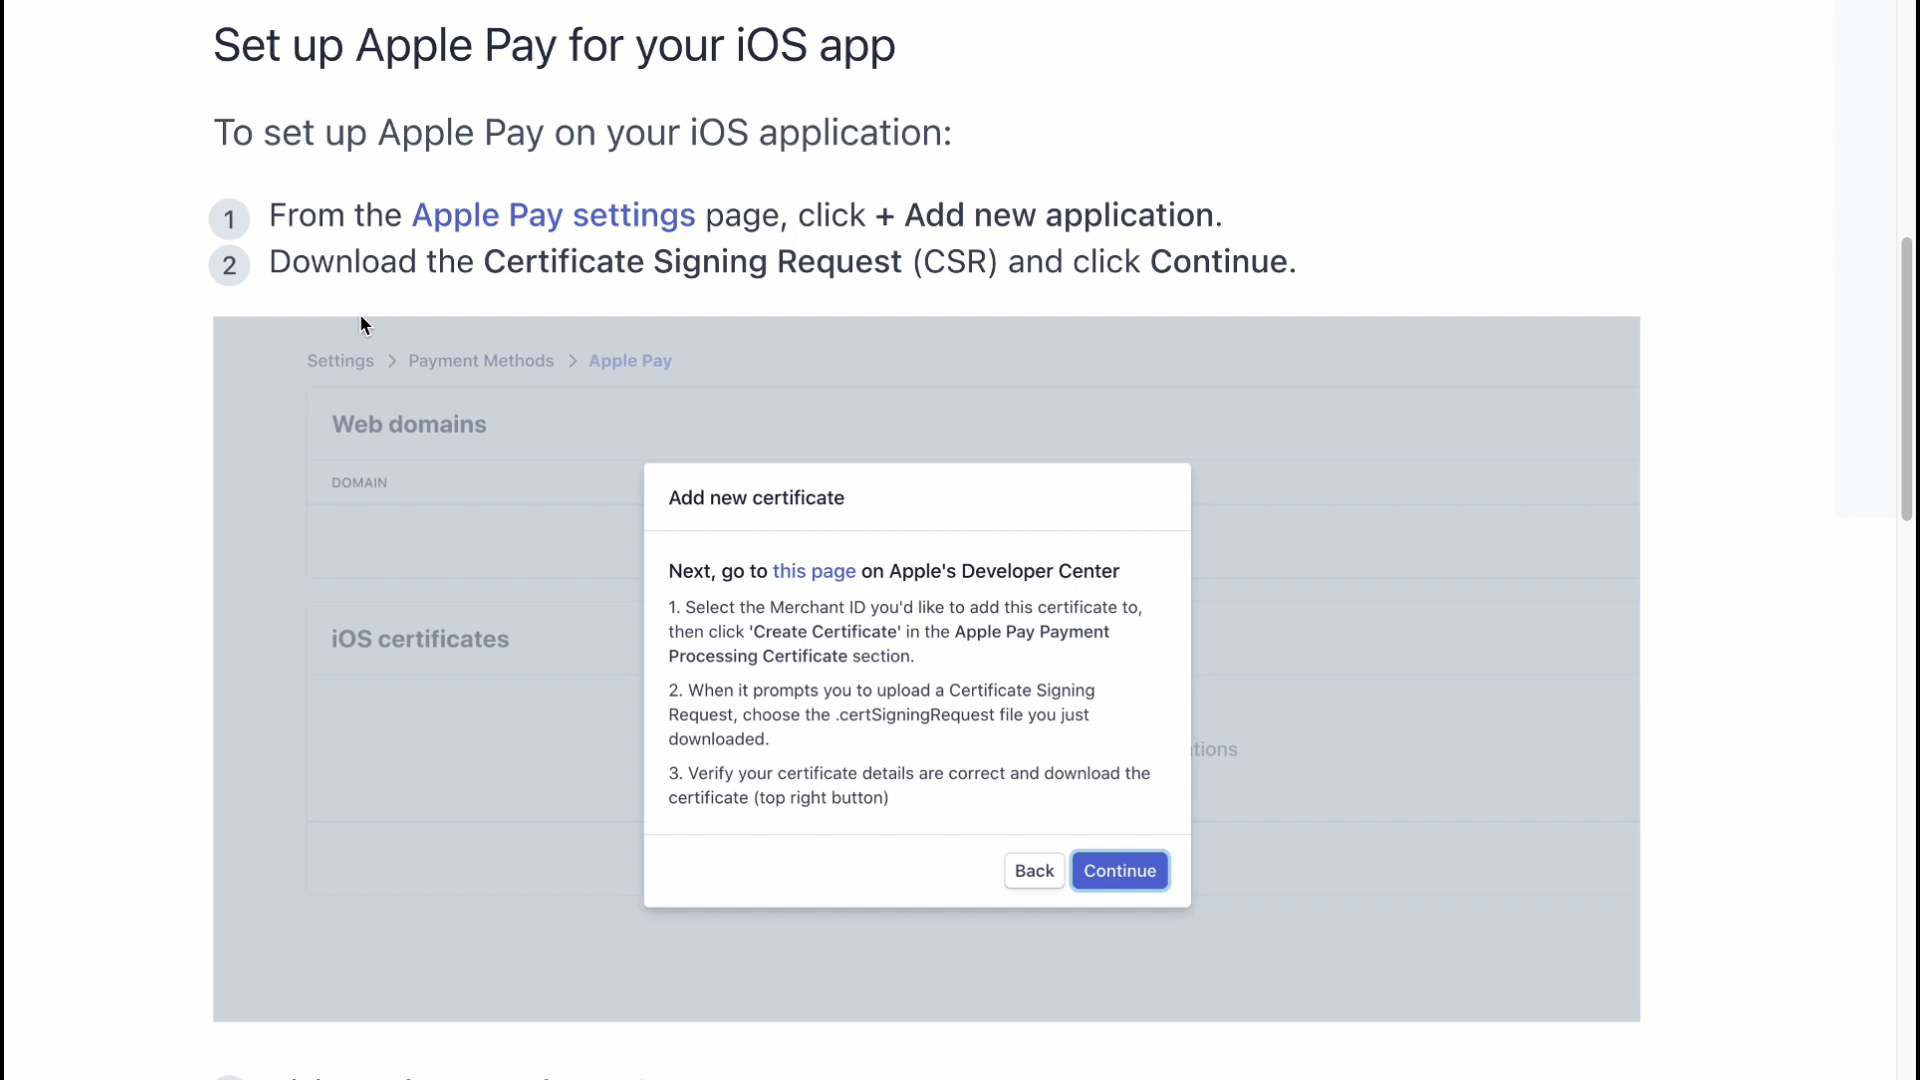 Set up Apple Pay for your iOS app
To set up Apple Pay on your iOS application:
1 From the Apple Pay settings page, click + Add new application.
2 Download the Certificate Signing Request (CSR) and click Continue.
Settings > Payment Methods > Apple Pay
Web domains
DOMAIN
Add new certificate
Next, go to this page on Apple's Developer Center
1. Select the Merchant ID you'd like to add this certificate to,
then click 'Create Certificate' in the Apple Pay Payment
Processing Certificate section.
iOS certificates
2. When it prompts you to upload a Certificate Signing
Request, choose the .certSigningRequest file you just
downloaded.
tions
3. Verify your certificate details are correct and download the
certificate (top right button)
Back Continue